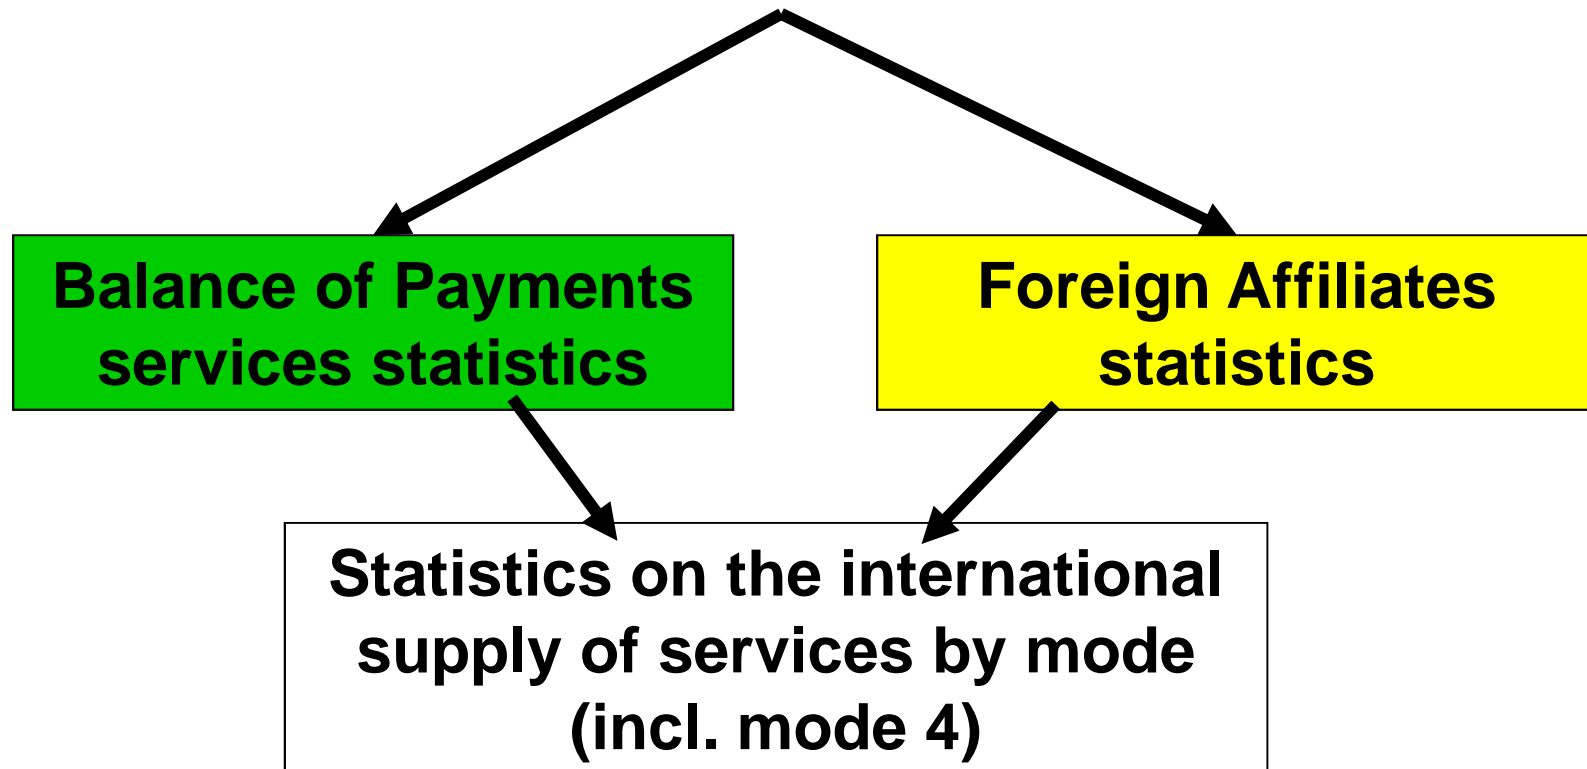 Balance of Payments
services statistics
Foreign Affiliates
statistics
Statistics on the international
supply of services by mode
(incl. mode 4)